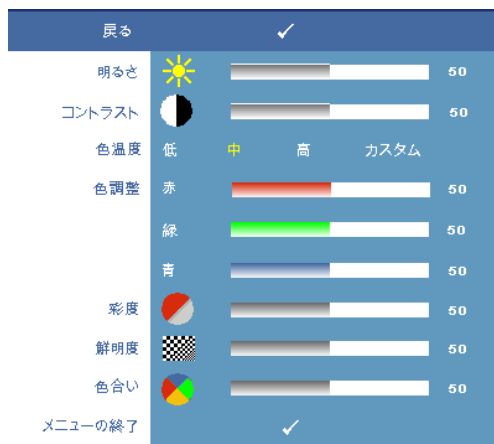 戻る
明るさ 50
コントラスト 50
色温度 低 中 高 カスタム
色調整 赤 50
緑 50
青 50
彩度 50
鮮明度 50
色合い 50
メニューの終了